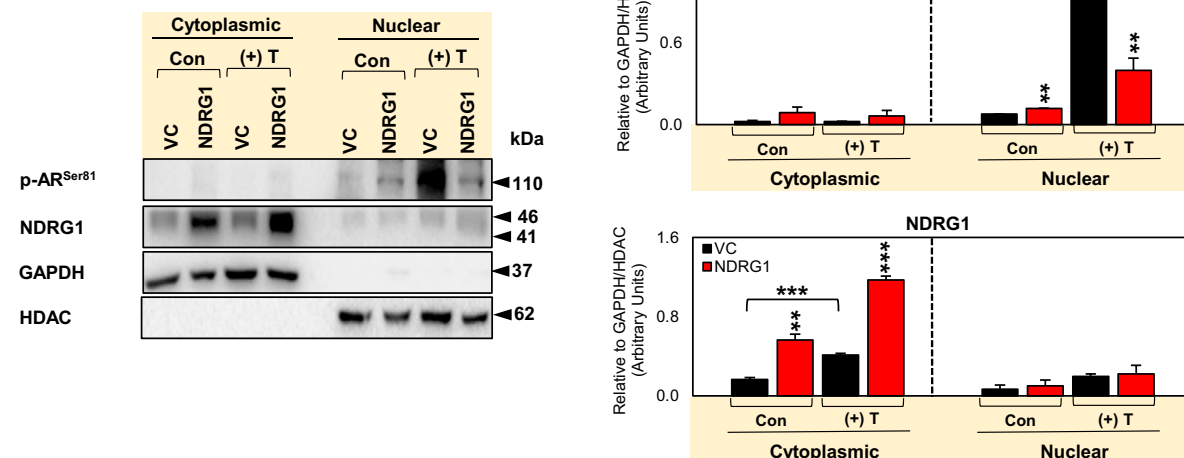 Cytoplasmic Nuclear
Con (+) T Con (+) T
VC NDRG1 VC NDRG1 VC NDRG1 VC NDRG1
kDa
p-ARSer81 110
NDRG1 46
41
GAPDH 37
HDAC 62
Relative to GAPDH/H
(Arbitrary Units)
0.6
0.0
**
**
Con (+) T Con (+) T
Cytoplasmic Nuclear
NDRG1
Relative to GAPDH/HDAC
(Arbitrary Units)
1.6
0.8
0.0
VC
NDRG1
***
**
***
Con (+) T Con (+) T
Cytoplasmic Nuclear